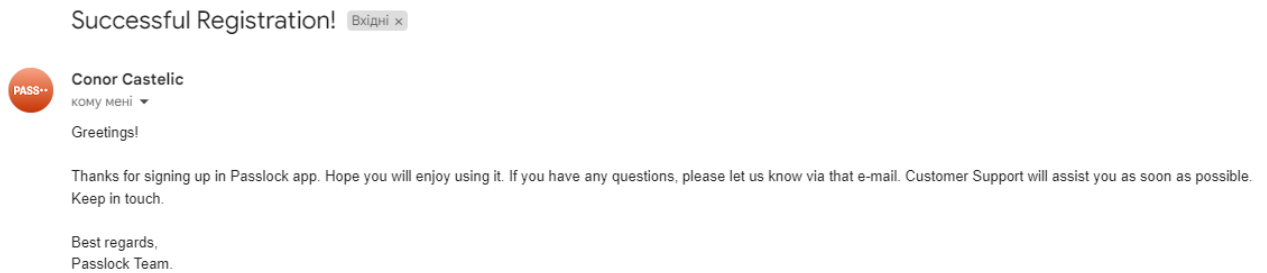 Successful Registration! Вхідні ×
Conor Castelic
PASS··
кому мені
Greetings!
Thanks for signing up in Passlock app. Hope you will enjoy using it. If you have any questions, please let us know via that e-mail. Customer Support will assist you as soon as possible.
Keep in touch.
Best regards,
Passlock Team.